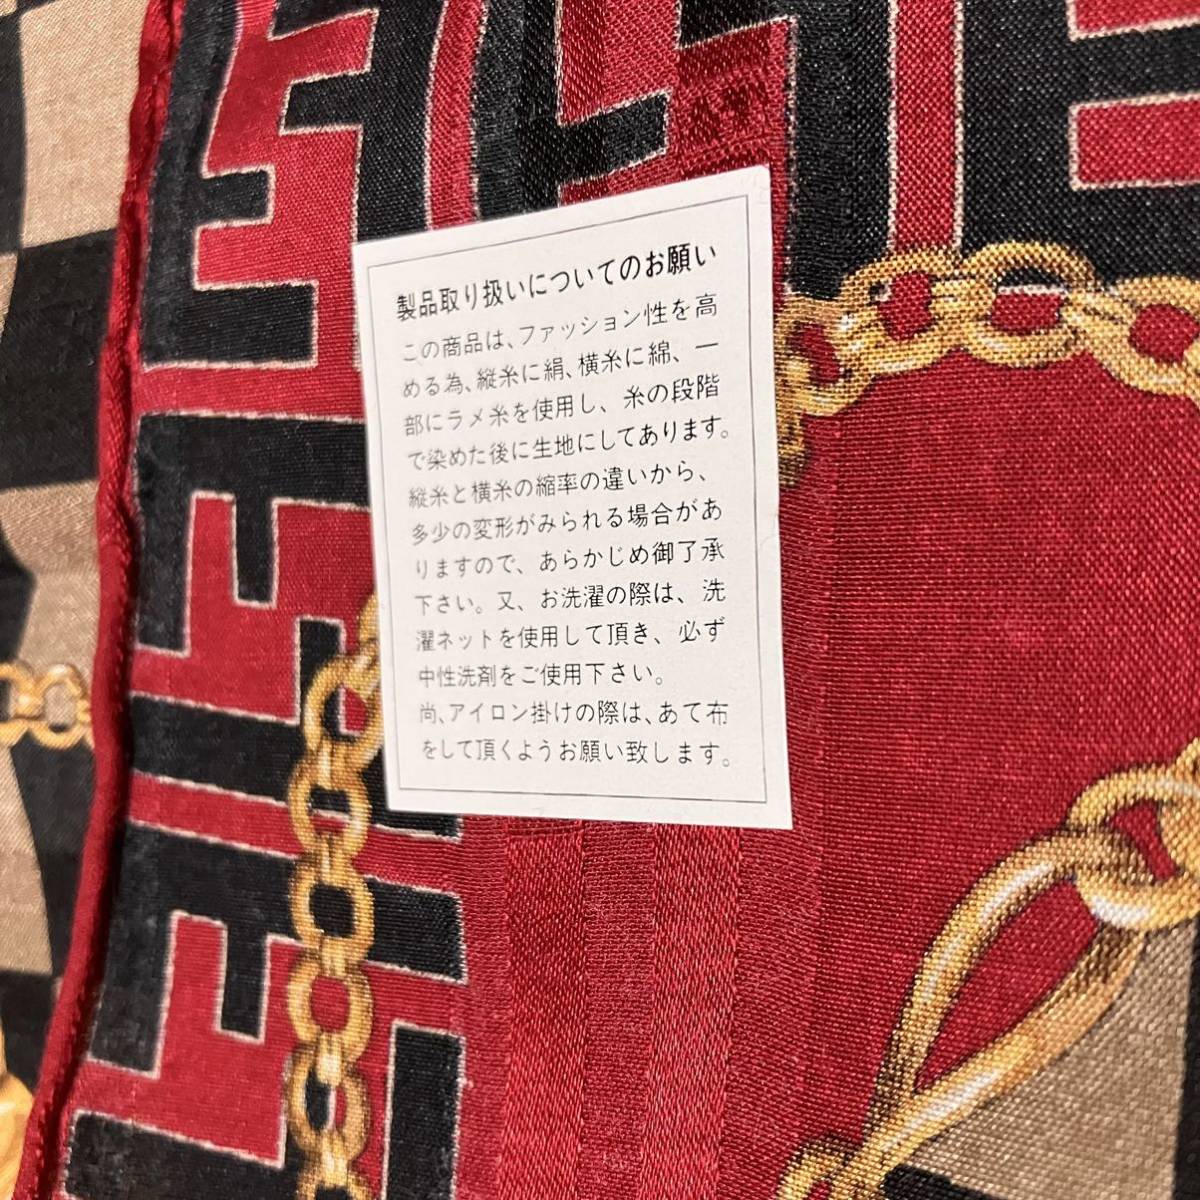 製品取り扱いについてのお願い
この商品は、ファッション性を高
める為、縦糸に絹、横糸に綿、一
部にラメ糸を使用し、糸の段階
で染めた後に生地にしてあります。
縦糸と横糸の縮率の違いから、
多少の変形がみられる場合があ
りますので、あらかじめ御了承
下さい。又、お洗濯の際は、洗
濯ネットを使用して頂き、必ず
中性洗剤をご使用下さい。
尚、アイロン掛けの際は、あて布
をして頂くようお願い致します。